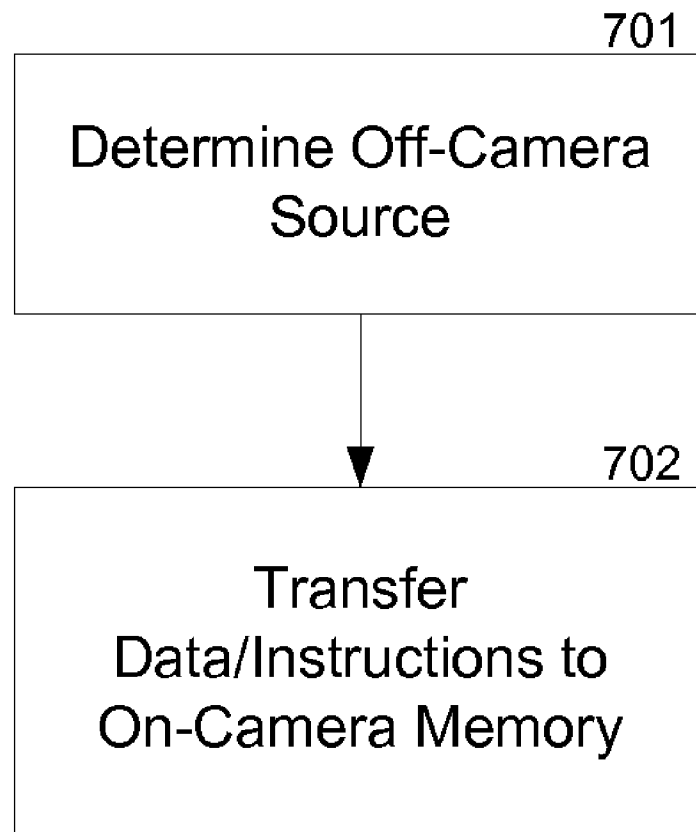 701
Determine Off-Camera
Source
702
Transfer
Data/Instructions to
On-Camera Memory